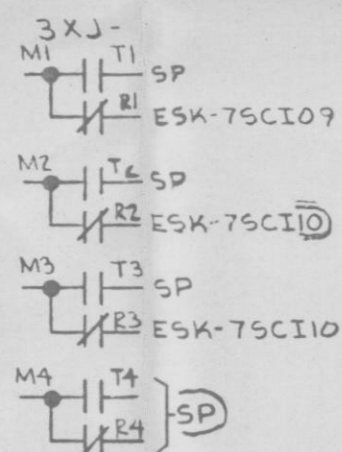 3XJ-
M1 T1 SP
R1 ESK-7SCI09
M2 T2 SP
R2 ESK-7SCI10
M3 T3 SP
R3 ESK-7SCI10
M4 T4
SP
R4